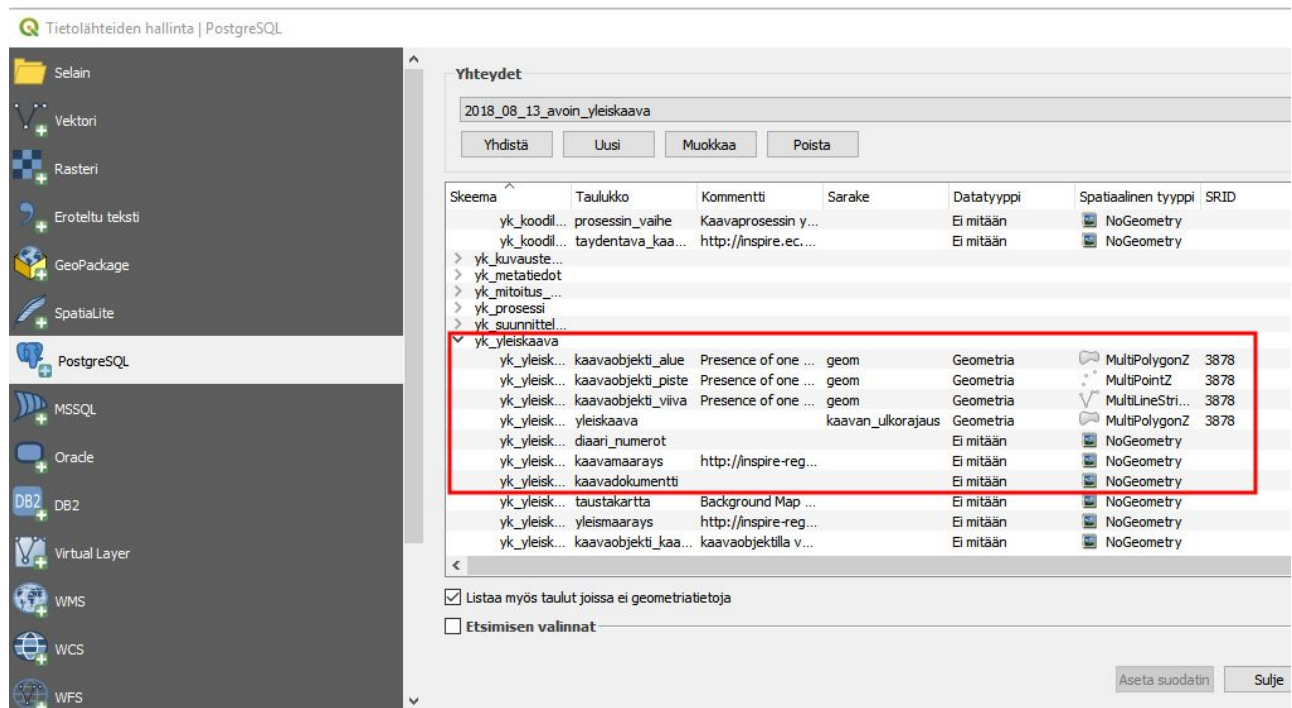 Tietolähteiden hallinta | PostgreSQL
Selain
Vektori
Rasteri
Eroteltu teksti
GeoPackage
SpatiaLite
PostgreSQL
MSSQL
Oracle
DB2 DB2
Virtual Layer
WMS
WCS
WFS
Yhteydet
2018_08_13_avoin_yleiskaava
Yhdistä Uusi Muokkaa Poista
Skeema Taulukko Kommentti Sarake Datatyyppi Spatiaalinen tyyppi SRID
yk_koodil... prosessin_vaihe Kaavaprosessin y... Ei mitään NoGeometry
yk_koodil... taydentava_kaa... http://inspire.ec.... Ei mitään NoGeometry
yk_kuvauste...
yk_metatiedot
yk_mitoitus_...
yk_prosessi
yk_suunnittel...
yk_yleiskaava
yk_yleisk... kaavaobjekti_alue Presence of one ... geom Geometria MultiPolygonZ 3878
yk_yleisk... kaavaobjekti_piste Presence of one ... geom Geometria MultiPointZ 3878
yk_yleisk... kaavaobjekti_viiva Presence of one ... geom Geometria MultiLineStri... 3878
yk_yleisk... yleiskaava kaavan_ulkorajaus Geometria MultiPolygonZ 3878
yk_yleisk... diaari_numerot Ei mitään NoGeometry
yk_yleisk... kaavamaarays http://inspire-reg... Ei mitään NoGeometry
yk_yleisk... kaavadokumentti Ei mitään NoGeometry
yk_yleisk... taustakartta Background Map ... Ei mitään NoGeometry
yk_yleisk... yleismaarays http://inspire-reg... Ei mitään NoGeometry
yk_yleisk... kaavaobjekti_kaa... kaavaobjektilla v... Ei mitään NoGeometry
Listaa myös taulut joissa ei geometriatietoja
Etsimisen valinnat
Aseta suodatin Sulje